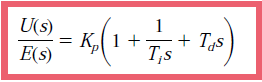 U(s)/E(s) = K_p(1 + 1/(T_i s) + T_d s)